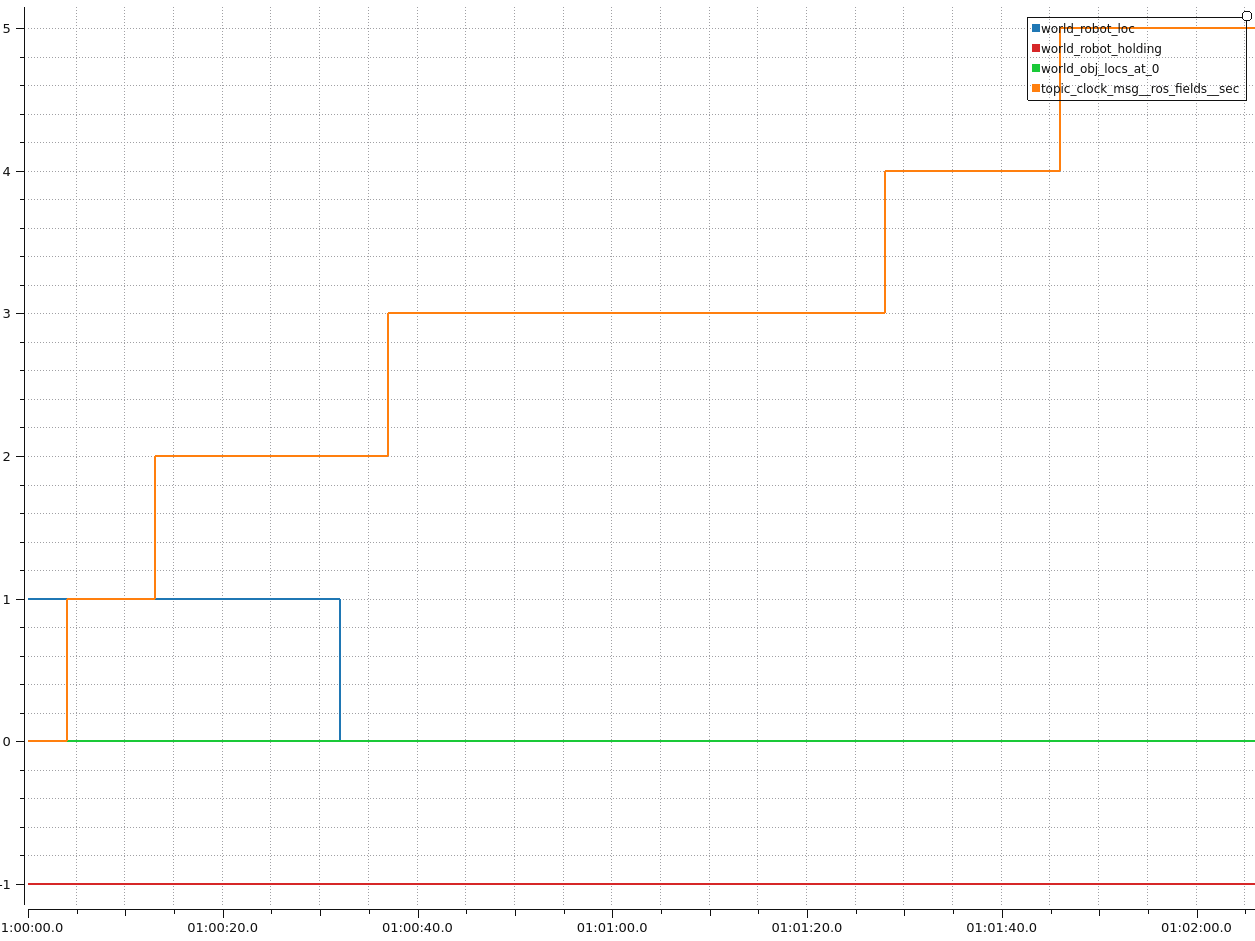 world_robot_loc
world_robot_holding
world_obj_locs_at_0
topic_clock_msg__ros_fields__sec
5
4
3
2
1
0
-1
1:00:00.0 01:00:20.0 01:00:40.0 01:01:00.0 01:01:20.0 01:01:40.0 01:02:00.0